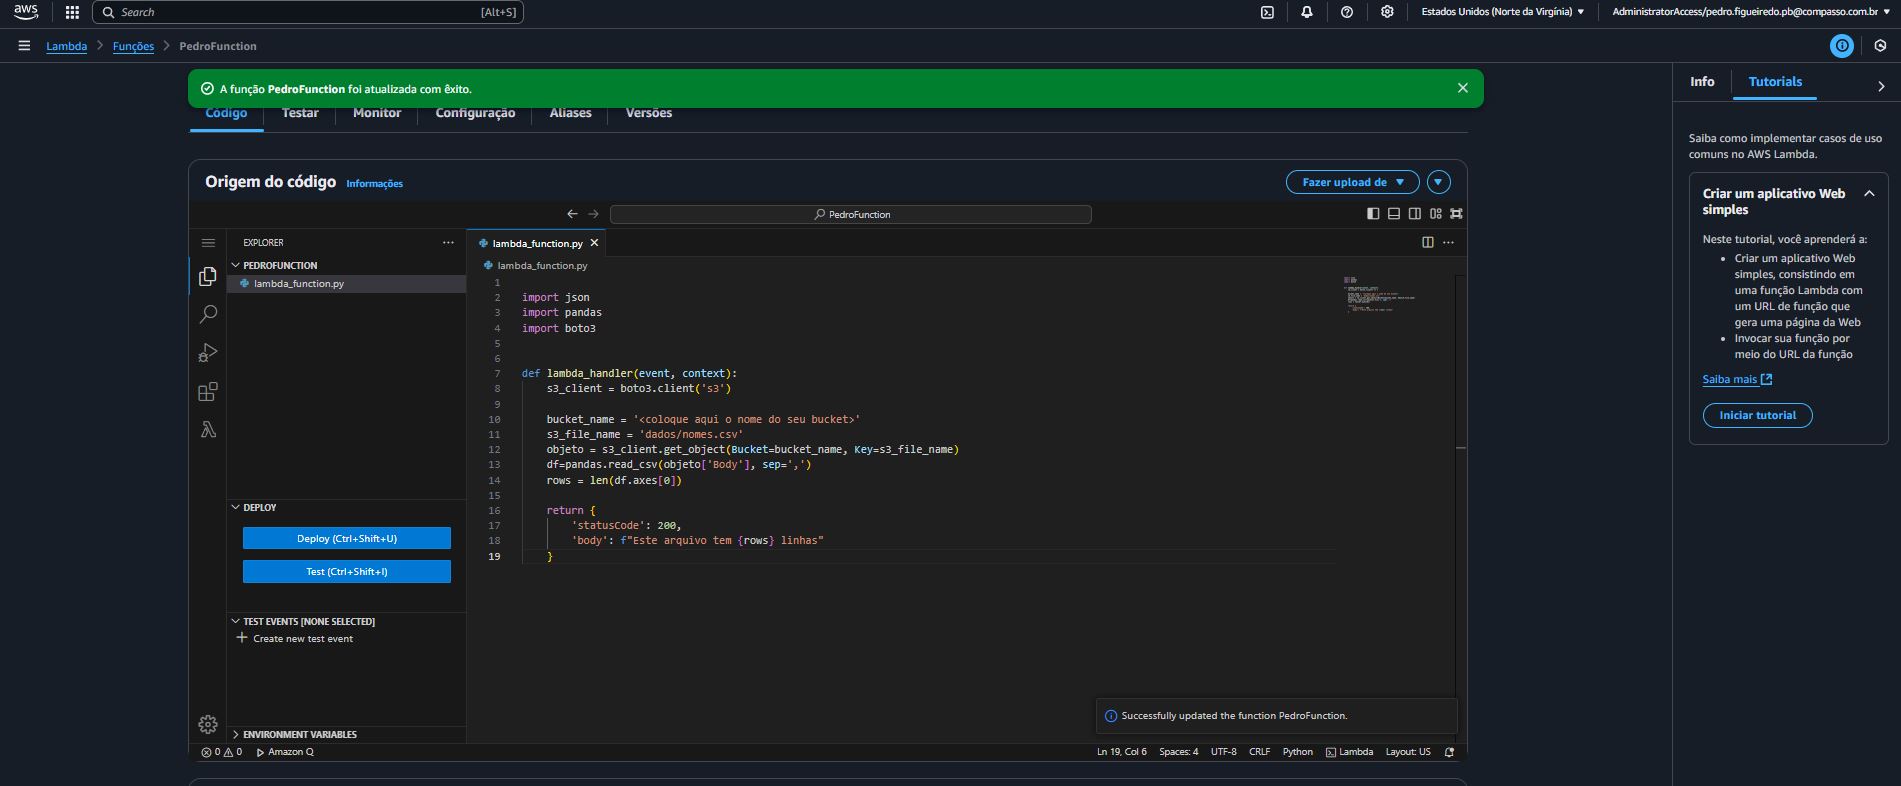 aws
Search
[Alt+S]
Estados Unidos (Norte da Virgínia)
AdministratorAccess/pedro.figueiredo.pb@compasso.com.br
Lambda
Funções
PedroFunction
A função PedroFunction foi atualizada com êxito.
Código
Testar
Monitor
Configuração
Aliases
Versões
Origem do código
Informações
Fazer upload de
PedroFunction
EXPLORER
PEDROFUNCTION
lambda_function.py
DEPLOY
Deploy (Ctrl+Shift+U)
Test (Ctrl+Shift+I)
TEST EVENTS [NONE SELECTED]
Create new test event
ENVIRONMENT VARIABLES
lambda_function.py
lambda_function.py
1
2 import json
3 import pandas
4 import boto3
5
6
7 def lambda_handler(event, context):
8 s3_client = boto3.client('s3')
9
10 bucket_name = '<coloque aqui o nome do seu bucket>'
11 s3_file_name = 'dados/nomes.csv'
12 objeto = s3_client.get_object(Bucket=bucket_name, Key=s3_file_name)
13 df=pandas.read_csv(objeto['Body'], sep=',')
14 rows = len(df.axes[0])
15
16 return {
17 'statusCode': 200,
18 'body': f"Este arquivo tem {rows} linhas"
19 }
Successfully updated the function PedroFunction.
0 0 Amazon Q
Ln 19, Col 6 Spaces: 4 UTF-8 CRLF Python Lambda Layout: US
Info
Tutorials
Saiba como implementar casos de uso
comuns no AWS Lambda.
Criar um aplicativo Web
simples
Neste tutorial, você aprenderá a:
• Criar um aplicativo Web
simples, consistindo em
uma função Lambda com
um URL de função que
gera uma página da Web
• Invocar sua função por
meio do URL da função
Saiba mais
Iniciar tutorial